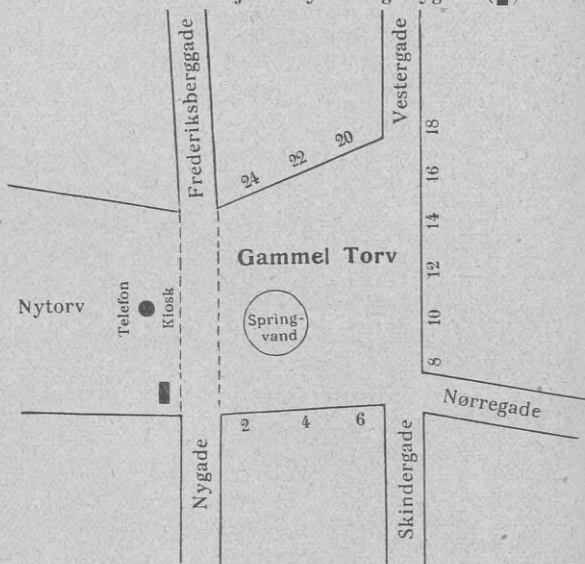 Frederiksberggade
Vestergade
24
22
20
18
16
14
12
10
8
Gammel Torv
Nytorv
Telefon
Kiosk
Spring-
vand
Nørregade
2
4
6
Nygade
Skindergade